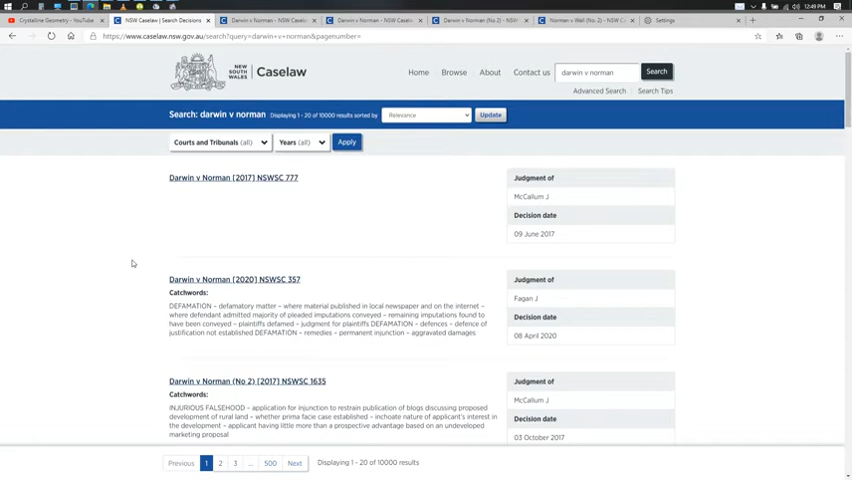 12:49 PM
Crystalline Geometry - YouTube
NSW Caselaw | Search Decisions
Darwin v Norman - NSW Caselaw
Darwin v Norman - NSW Caselaw
Darwin v Norman (No 2) - NSW
Norman v Wall (No. 2) - NSW C
Settings
https://www.caselaw.nsw.gov.au/search?query=darwin+v+norman&pagenumber=
NEW
SOUTH
WALES
Caselaw
Home
Browse
About
Contact us
darwin v norman
Search
Advanced Search
Search Tips
Search: darwin v norman
Displaying 1 - 20 of 10000 results sorted by
Relevance
Update
Courts and Tribunals (all)
Years (all)
Apply
Darwin v Norman [2017] NSWSC 777
Judgment of
McCallum J
Decision date
09 June 2017
Darwin v Norman [2020] NSWSC 357
Catchwords:
DEFAMATION – defamatory matter – where material published in local newspaper and on the internet –
where defendant admitted majority of pleaded imputations conveyed – remaining imputations found to
have been conveyed – plaintiffs defamed – judgment for plaintiffs DEFAMATION – defences – defence of
justification not established DEFAMATION – remedies – permanent injunction – aggravated damages
Judgment of
Fagan J
Decision date
08 April 2020
Darwin v Norman (No 2) [2017] NSWSC 1635
Catchwords:
INJURIOUS FALSEHOOD – application for injunction to restrain publication of blogs discussing proposed
development of rural land – whether prima facie case established – inchoate nature of applicant's interest in
the development – applicant having little more than a prospective advantage based on an undeveloped
marketing proposal
Judgment of
McCallum J
Decision date
03 October 2017
Previous
1
2
3
...
500
Next
Displaying 1 - 20 of 10000 results